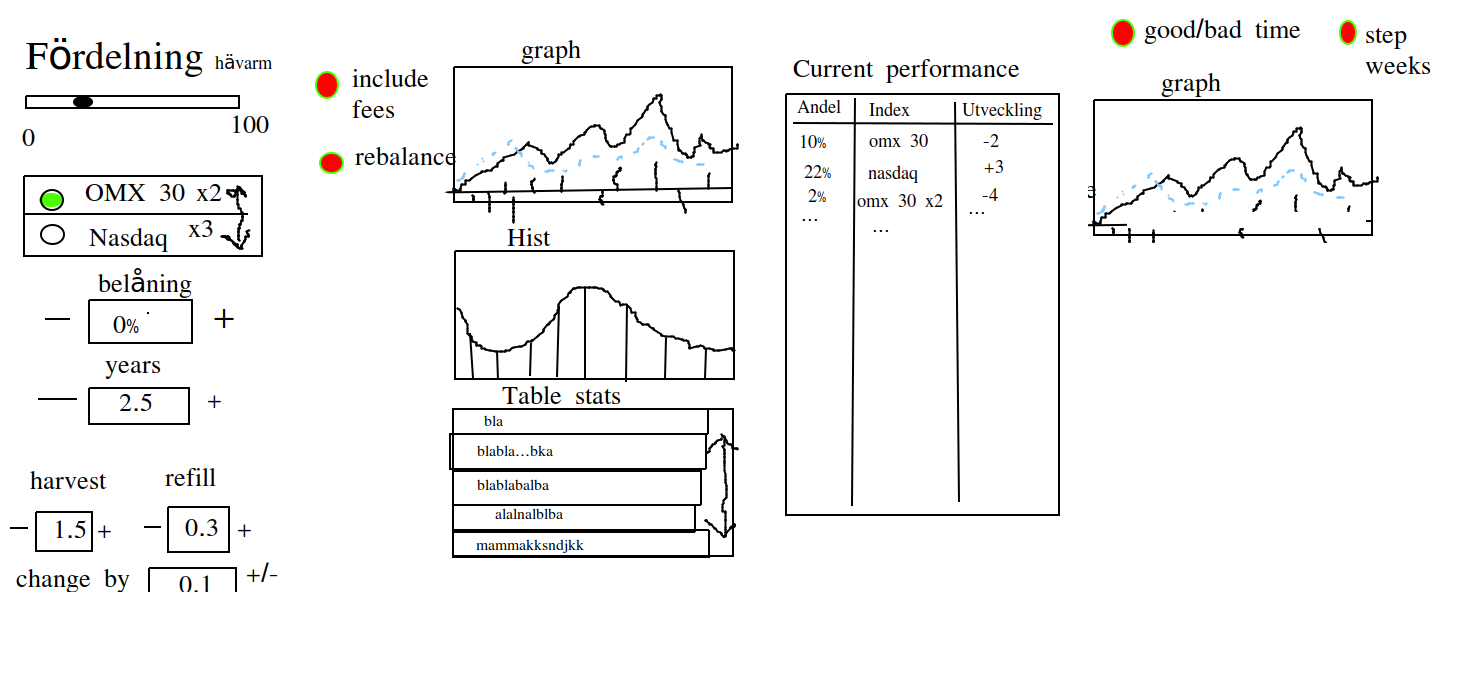 Fördelning hävarm
0
100
OMX 30 x2
Nasdaq x3
belåning
— 0% +
years
— 2.5 +
harvest
refill
— 1.5 +
— 0.3 +
change by 0.1 +/-
include
fees
rebalance
graph
Hist
Table stats
bla
blabla...bka
blablabalba
alalnalblba
mammakksndjkk
Current performance
Andel Index Utveckling
10% omx 30 -2
22% nasdaq +3
2% omx 30 x2 -4
... ... ...
good/bad time
step
weeks
graph
e